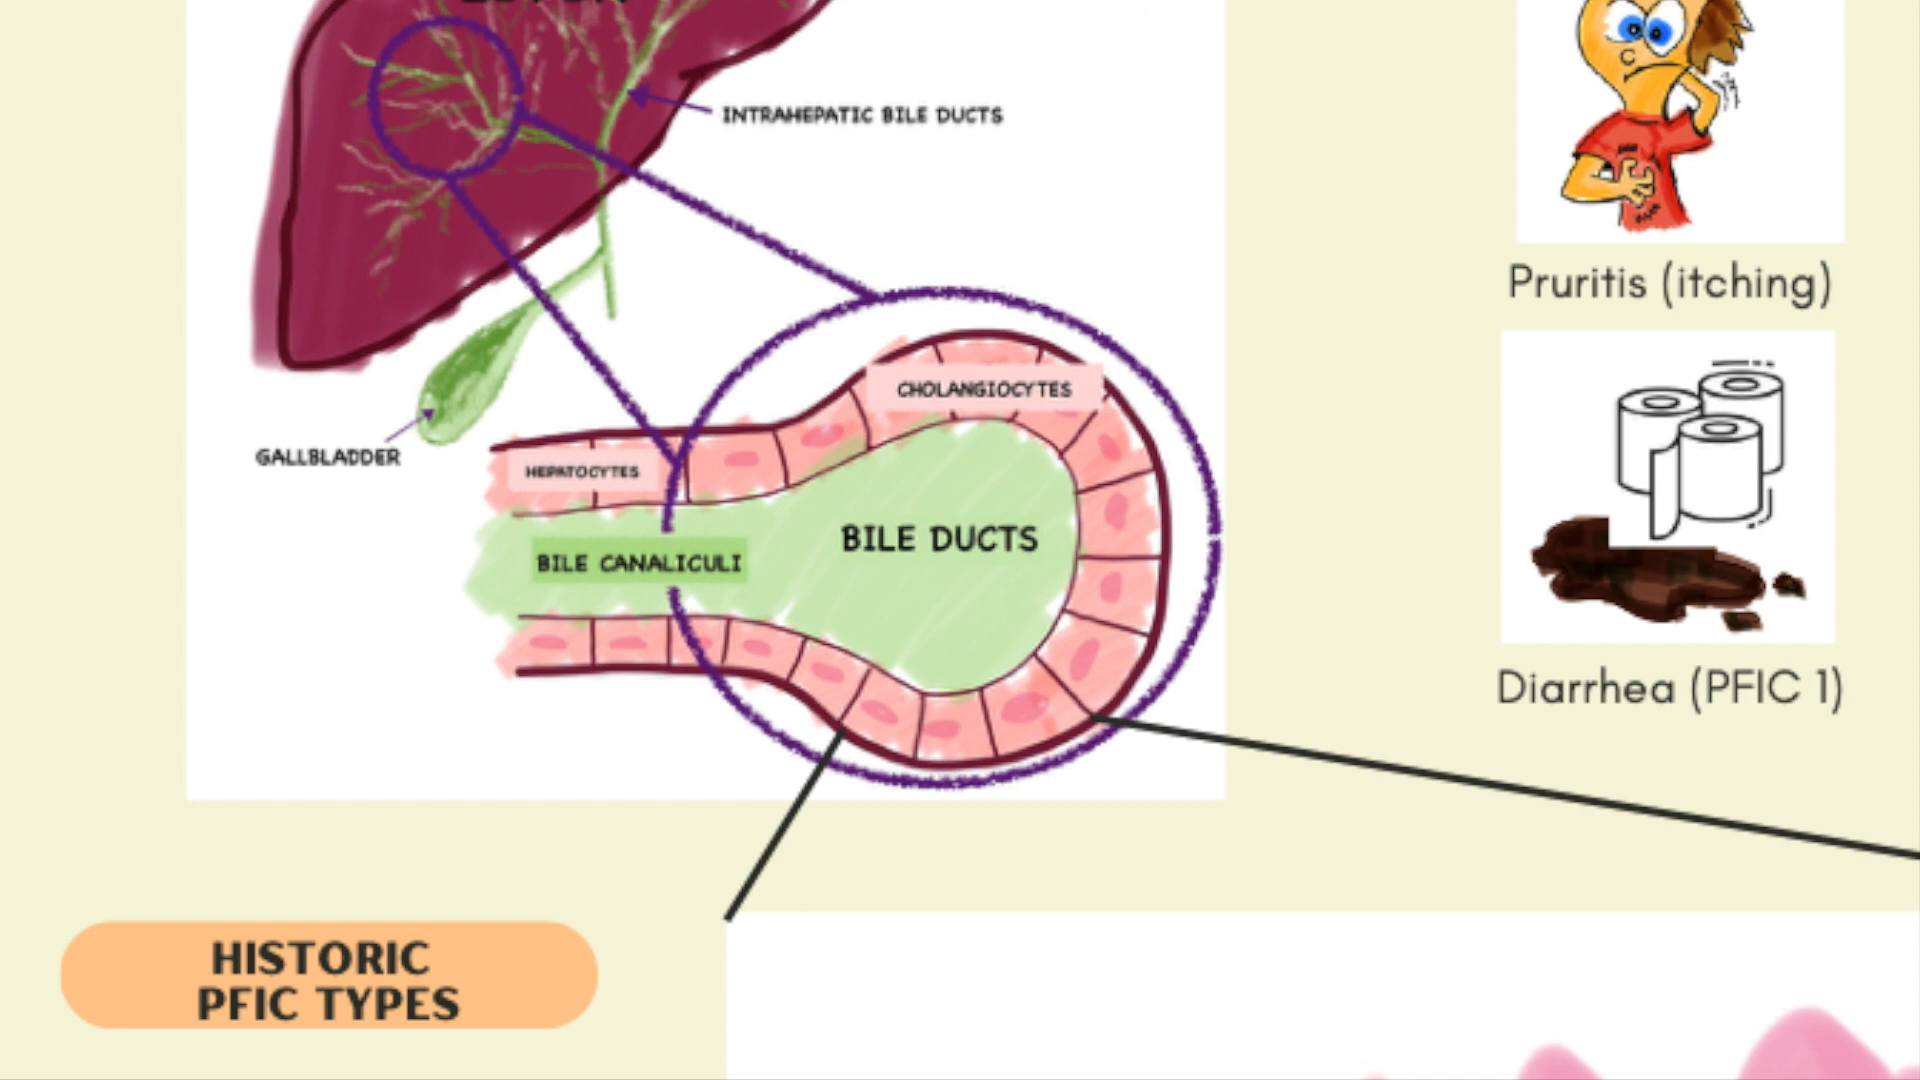 INTRAHEPATIC BILE DUCTS
Pruritis (itching)
CHOLANGIOCYTES
GALLBLADDER
HEPATOCYTES
BILE DUCTS
BILE CANALICULI
Diarrhea (PFIC 1)
HISTORIC
PFIC TYPES